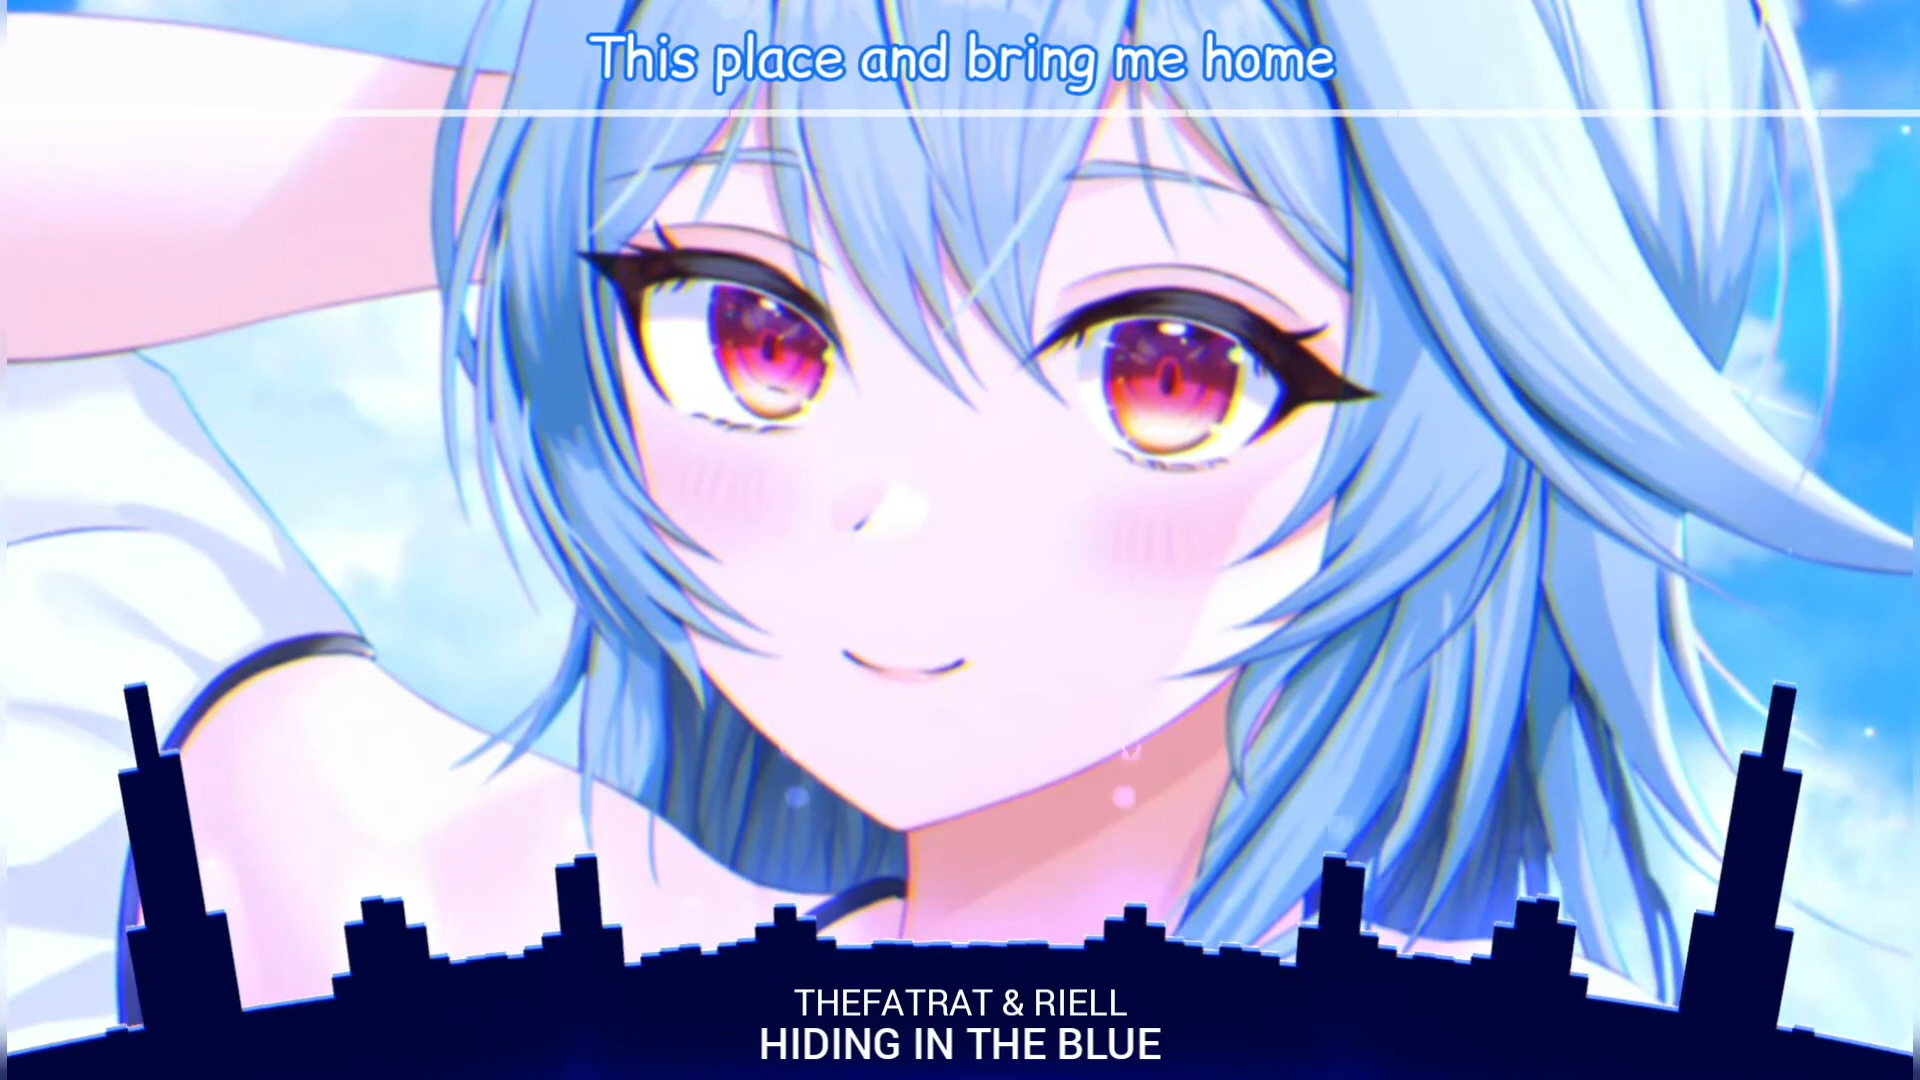 This place and bring me home
THEFATRAT & RIELL
HIDING IN THE BLUE